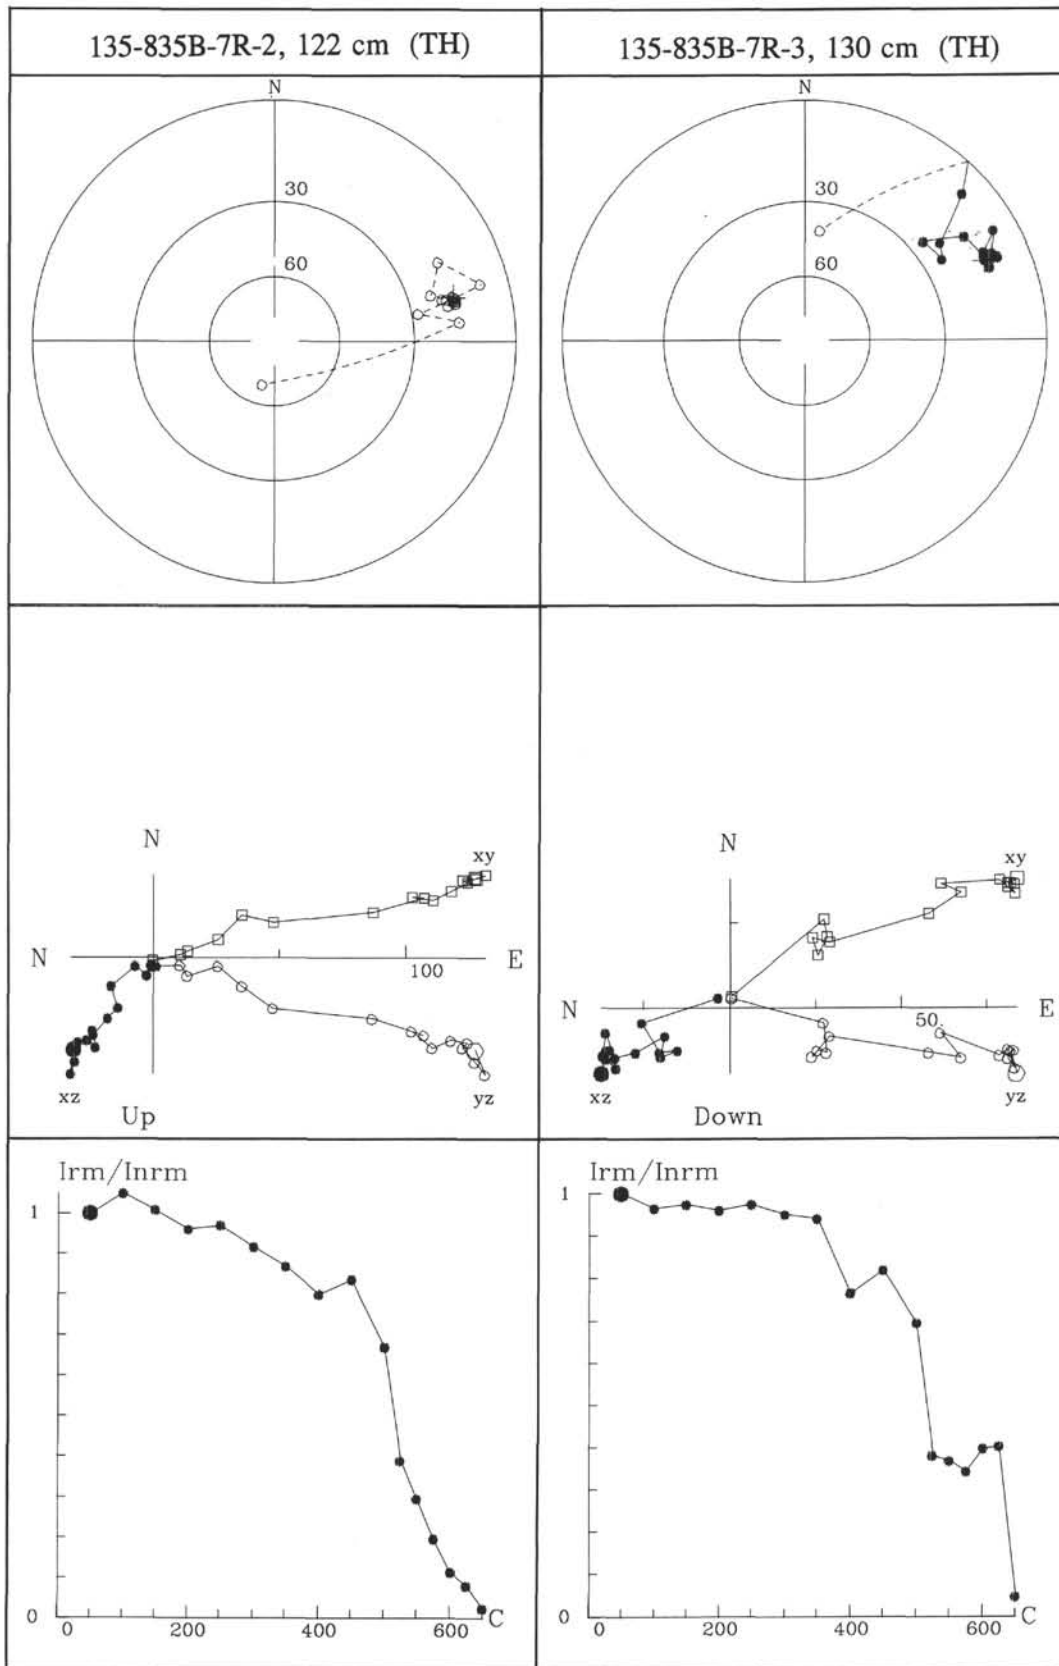 135-835B-7R-2, 122 cm (TH)
135-835B-7R-3, 130 cm (TH)
N
30
60
N
30
60
N
xy
N
100
E
xz
Up
yz
N
xy
N
50.
E
xz
Down
yz
Irm/Inrm
1
0
0 200 400 600 C
Irm/Inrm
1
0
0 200 400 600 C